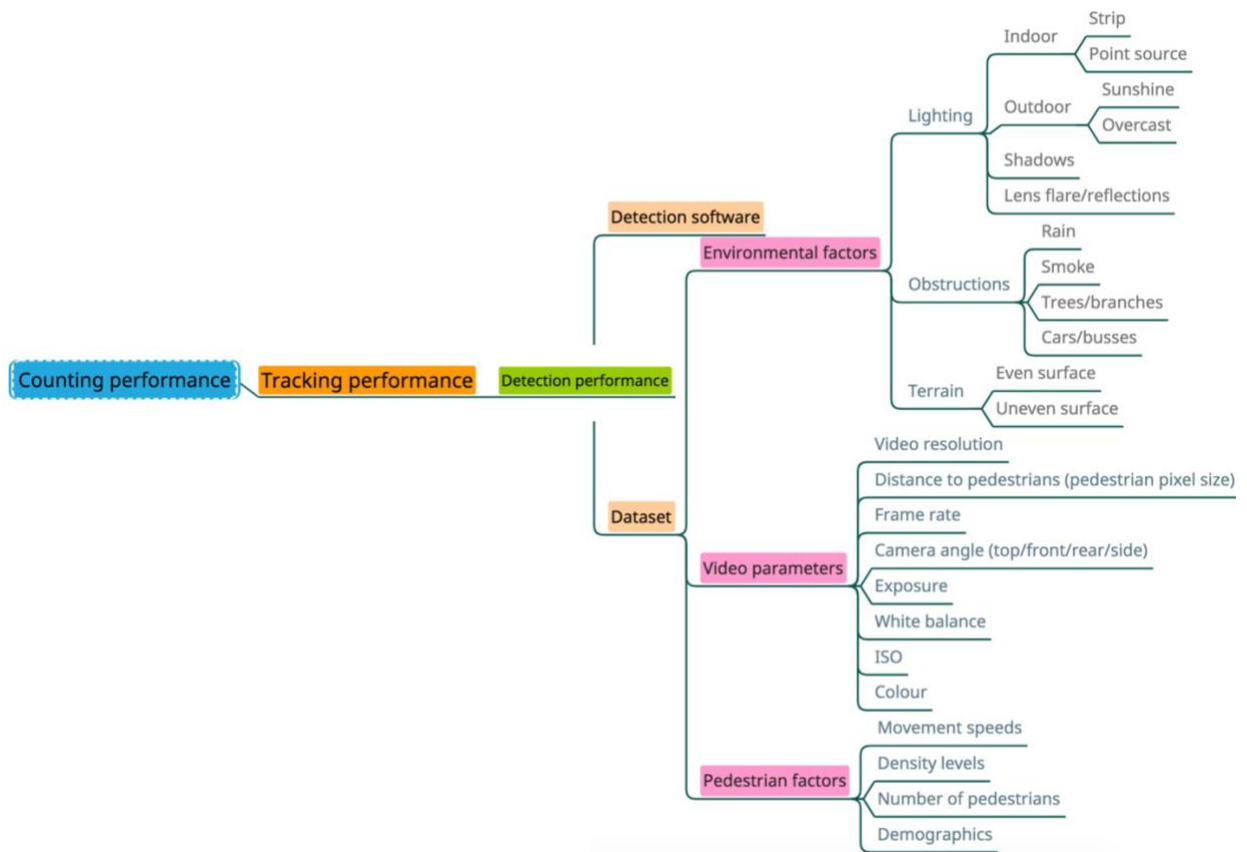 Counting performance
Tracking performance
Detection performance
Detection software
Dataset
Environmental factors
Lighting
Indoor
Strip
Point source
Outdoor
Sunshine
Overcast
Shadows
Lens flare/reflections
Obstructions
Rain
Smoke
Trees/branches
Cars/busses
Terrain
Even surface
Uneven surface
Video parameters
Video resolution
Distance to pedestrians (pedestrian pixel size)
Frame rate
Camera angle (top/front/rear/side)
Exposure
White balance
ISO
Colour
Pedestrian factors
Movement speeds
Density levels
Number of pedestrians
Demographics